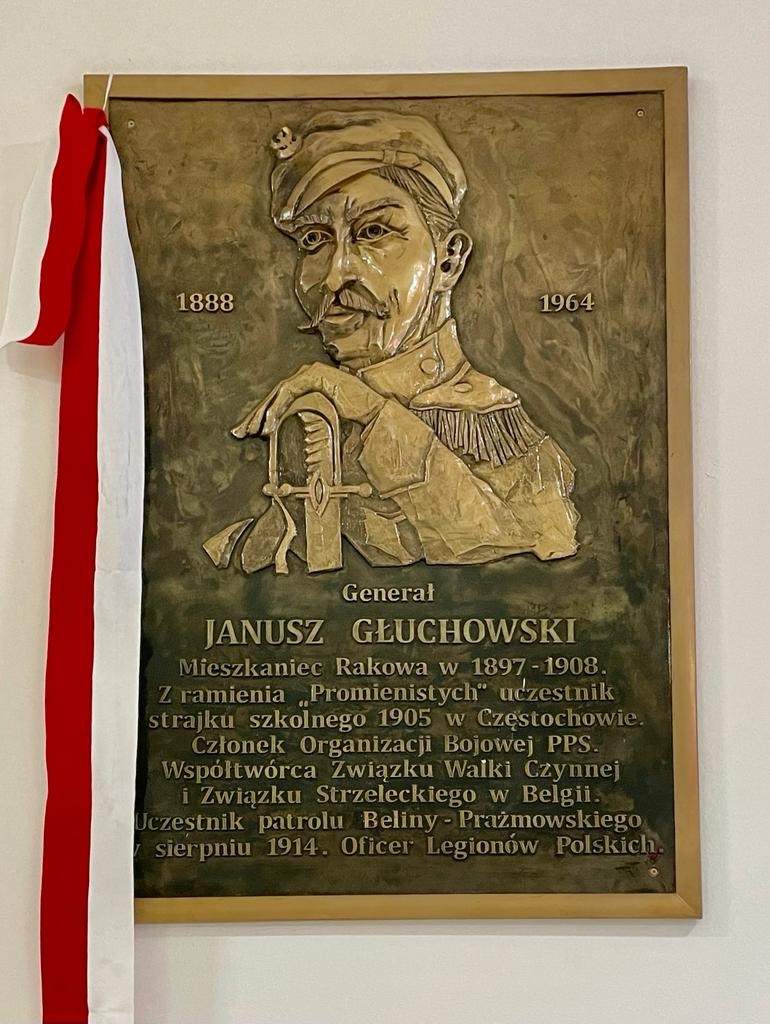 1888
1964
Generał
JANUSZ GŁUCHOWSKI
Mieszkaniec Rakowa w 1897-1908.
Z ramienia „Promienistych" uczestnik
strajku szkolnego 1905 w Częstochowie.
Członek Organizacji Bojowej PPS.
Współtwórca Związku Walki Czynnej
i Związku Strzeleckiego w Belgii.
Uczestnik patrolu Beliny-Prażmowskiego
w sierpniu 1914. Oficer Legionów Polskich.